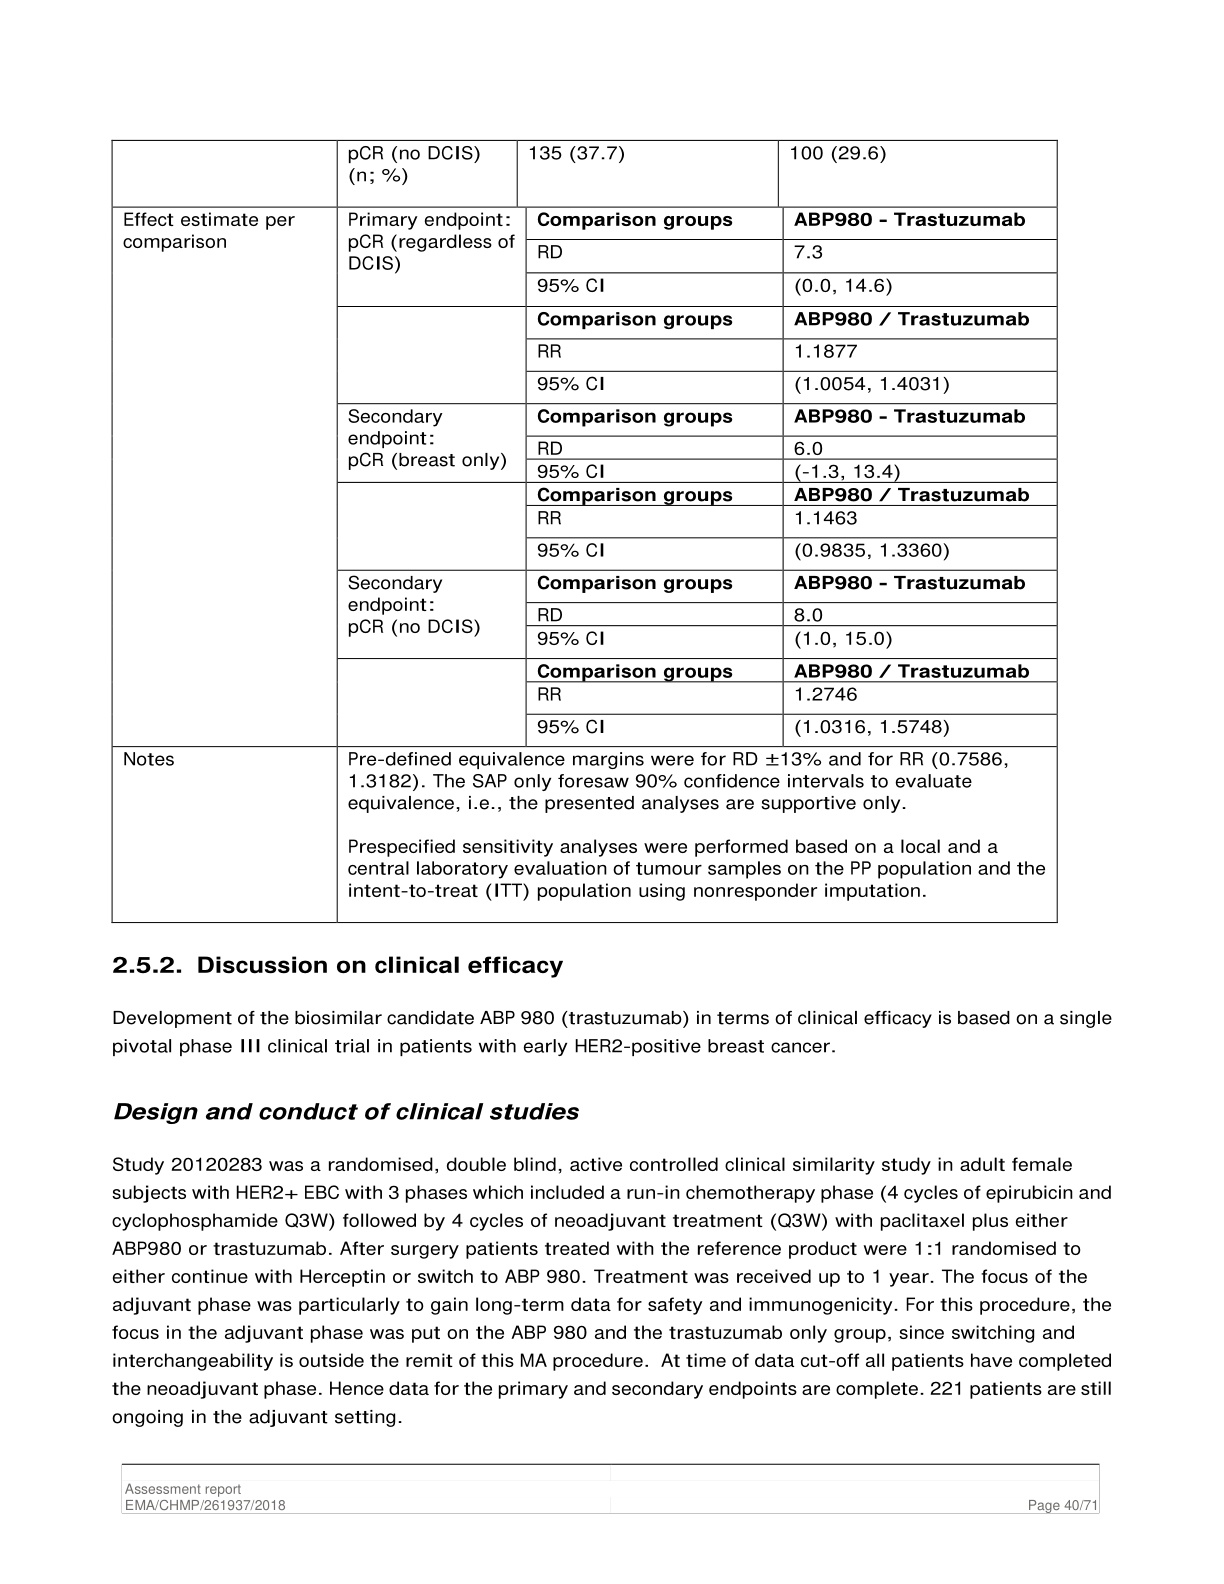 pCR (no DCIS)
(n; %)
135 (37.7)
100 (29.6)
Effect estimate per
comparison
Primary endpoint:
pCR (regardless of
DCIS)
Comparison groups
ABP980 - Trastuzumab
RD
7.3
95% CI
(0.0, 14.6)
Comparison groups
ABP980 / Trastuzumab
RR
1.1877
95% CI
(1.0054, 1.4031)
Secondary
endpoint:
pCR (breast only)
Comparison groups
ABP980 - Trastuzumab
RD
6.0
95% CI
(-1.3, 13.4)
Comparison groups
ABP980 / Trastuzumab
RR
1.1463
95% CI
(0.9835, 1.3360)
Secondary
endpoint:
pCR (no DCIS)
Comparison groups
ABP980 - Trastuzumab
RD
8.0
95% CI
(1.0, 15.0)
Comparison groups
ABP980 / Trastuzumab
RR
1.2746
95% CI
(1.0316, 1.5748)
Notes
Pre-defined equivalence margins were for RD ±13% and for RR (0.7586,
1.3182). The SAP only foresaw 90% confidence intervals to evaluate
equivalence, i.e., the presented analyses are supportive only.
Prespecified sensitivity analyses were performed based on a local and a
central laboratory evaluation of tumour samples on the PP population and the
intent-to-treat (ITT) population using nonresponder imputation.
2.5.2. Discussion on clinical efficacy
Development of the biosimilar candidate ABP 980 (trastuzumab) in terms of clinical efficacy is based on a single
pivotal phase III clinical trial in patients with early HER2-positive breast cancer.
Design and conduct of clinical studies
Study 20120283 was a randomised, double blind, active controlled clinical similarity study in adult female
subjects with HER2+ EBC with 3 phases which included a run-in chemotherapy phase (4 cycles of epirubicin and
cyclophosphamide Q3W) followed by 4 cycles of neoadjuvant treatment (Q3W) with paclitaxel plus either
ABP980 or trastuzumab. After surgery patients treated with the reference product were 1:1 randomised to
either continue with Herceptin or switch to ABP 980. Treatment was received up to 1 year. The focus of the
adjuvant phase was particularly to gain long-term data for safety and immunogenicity. For this procedure, the
focus in the adjuvant phase was put on the ABP 980 and the trastuzumab only group, since switching and
interchangeability is outside the remit of this MA procedure. At time of data cut-off all patients have completed
the neoadjuvant phase. Hence data for the primary and secondary endpoints are complete. 221 patients are still
ongoing in the adjuvant setting.
Assessment report
EMA/CHMP/261937/2018
Page 40/71